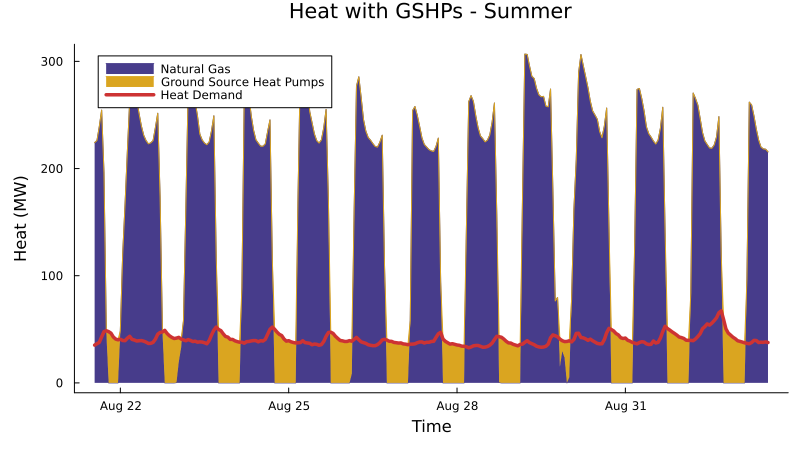 Heat with GSHPs - Summer
300
Natural Gas
Ground Source Heat Pumps
Heat Demand
200
Heat (MW)
100
0
Aug 22
Aug 25
Aug 28
Aug 31
Time